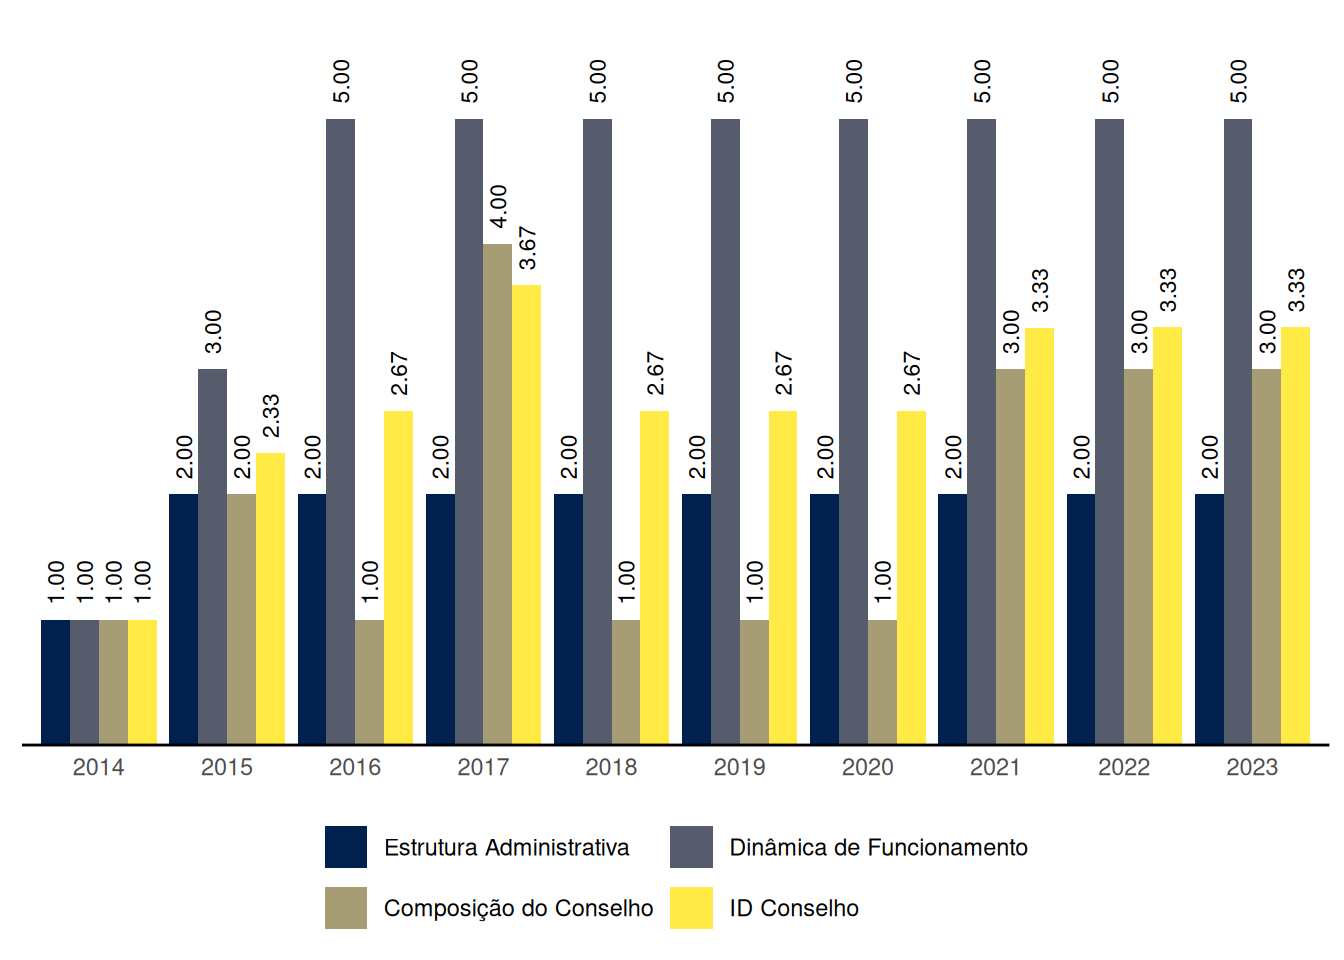 1.00 1.00 1.00 1.00
2.00 3.00 2.00 2.33
2.00 5.00 1.00 2.67
2.00 5.00 4.00 3.67
2.00 5.00 1.00 2.67
2.00 5.00 1.00 2.67
2.00 5.00 1.00 2.67
2.00 5.00 3.00 3.33
2.00 5.00 3.00 3.33
2.00 5.00 3.00 3.33
2014 2015 2016 2017 2018 2019 2020 2021 2022 2023
Estrutura Administrativa Dinâmica de Funcionamento
Composição do Conselho ID Conselho